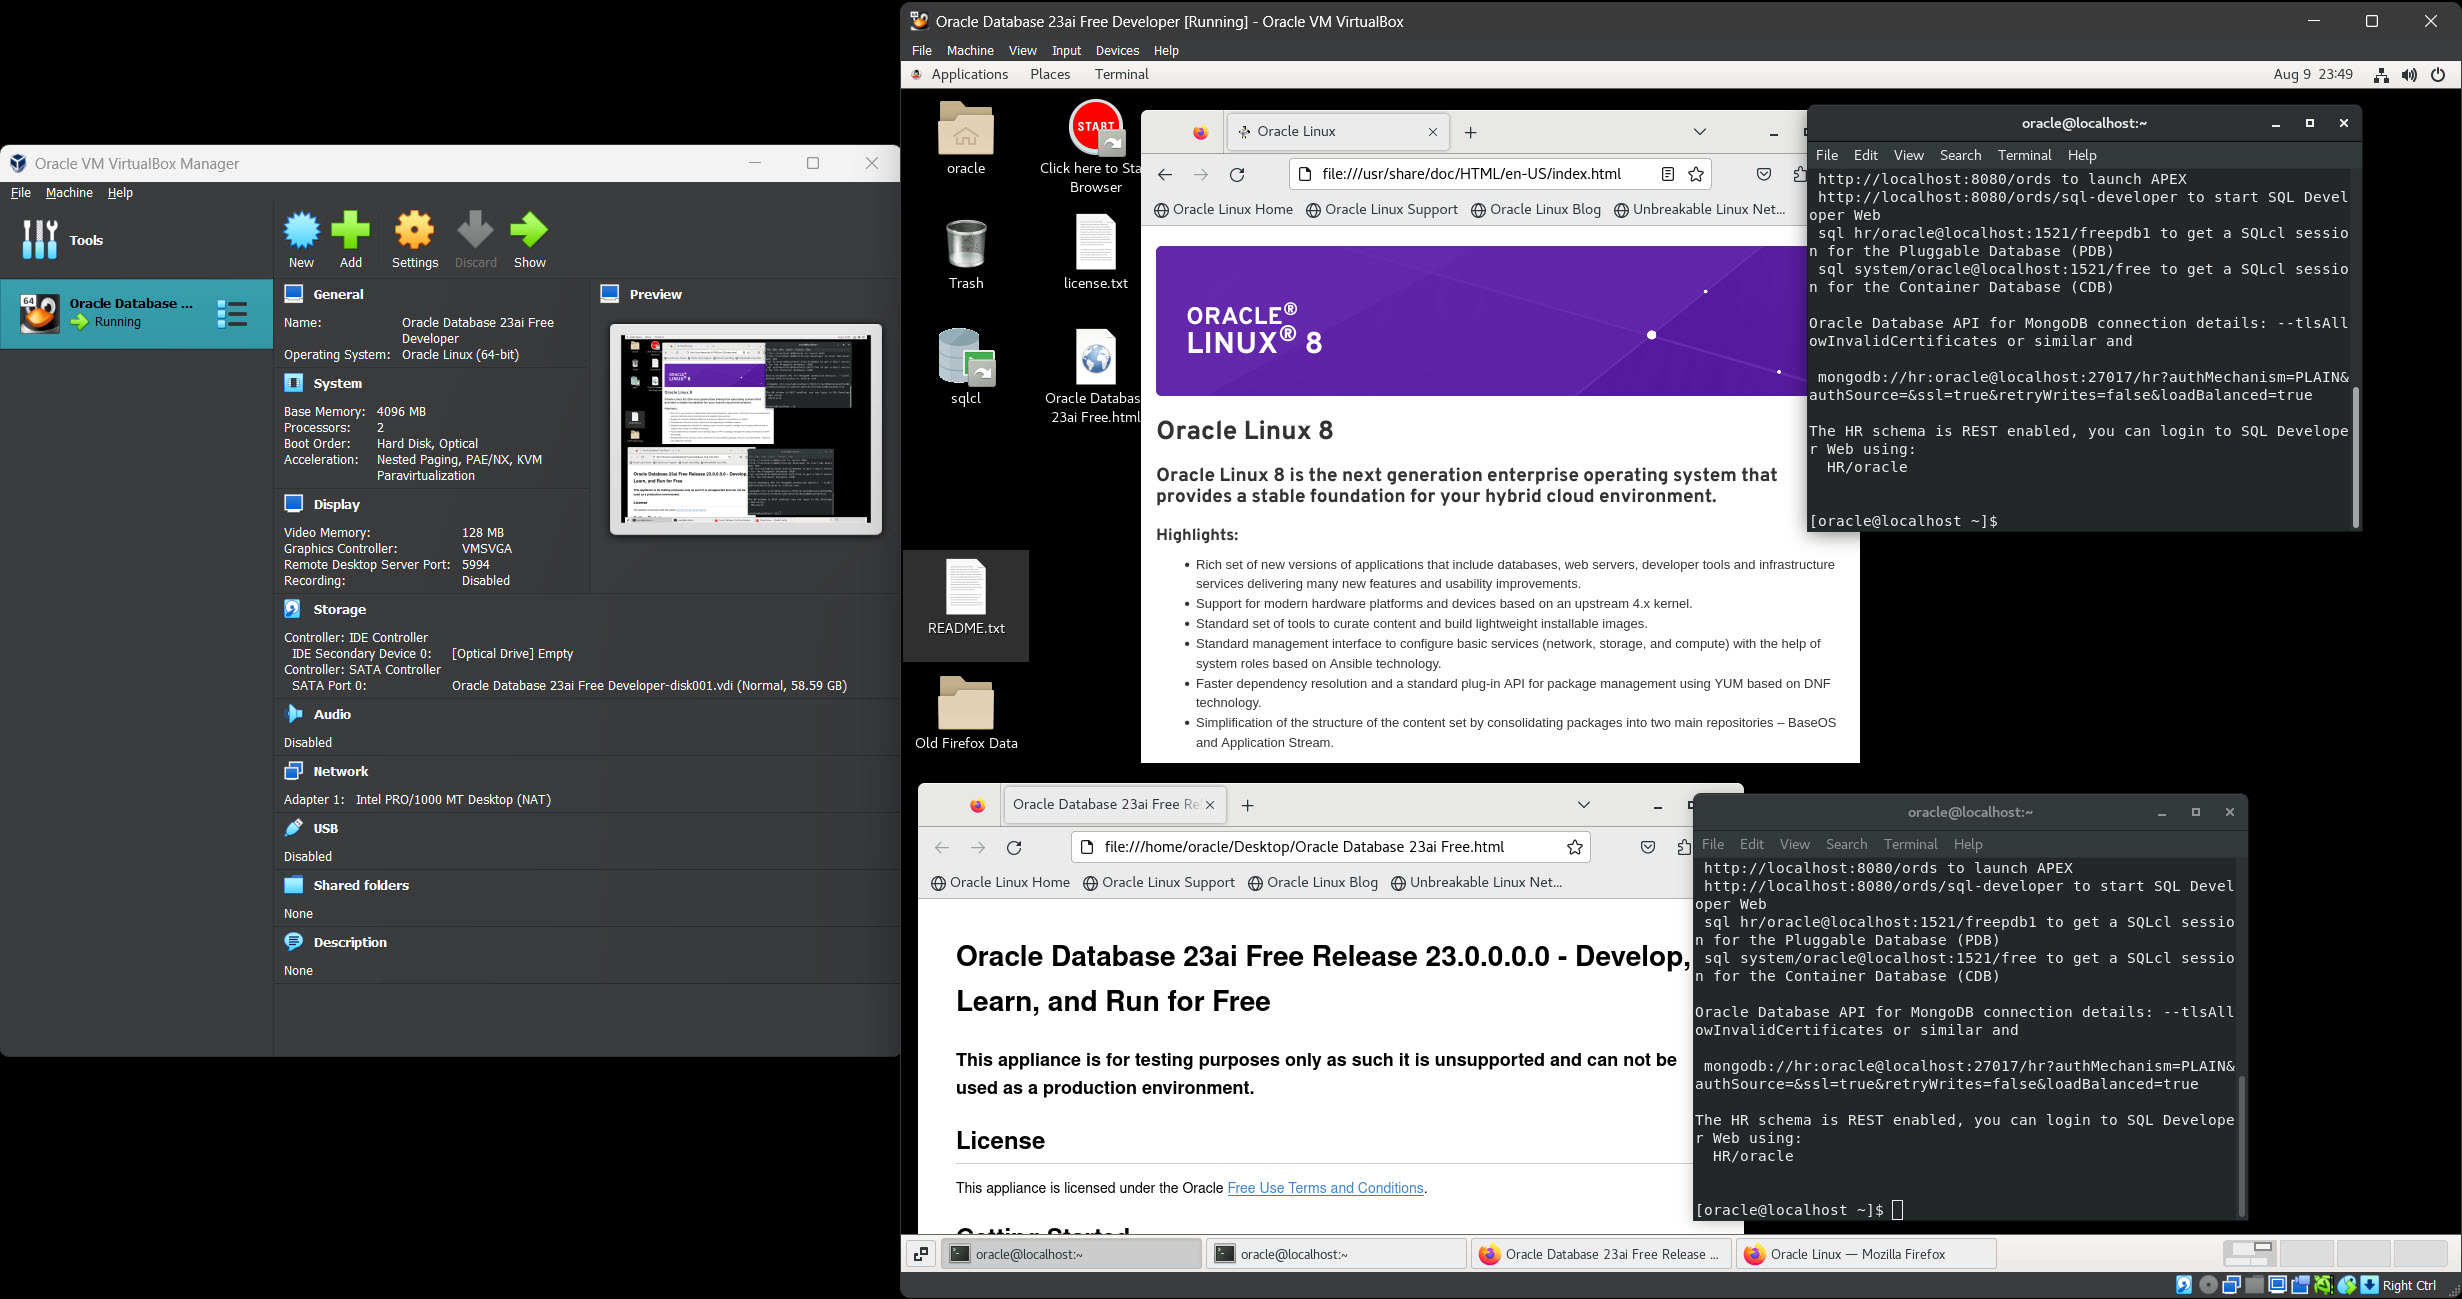 Oracle VM VirtualBox Manager
File Machine Help
Tools
New Add Settings Discard Show
64
Oracle Database ...
Running
General
Name: Oracle Database 23ai Free
Developer
Operating System: Oracle Linux (64-bit)
System
Base Memory: 4096 MB
Processors: 2
Boot Order: Hard Disk, Optical
Acceleration: Nested Paging, PAE/NX, KVM
Paravirtualization
Display
Video Memory: 128 MB
Graphics Controller: VMSVGA
Remote Desktop Server Port: 5994
Recording: Disabled
Preview
Storage
Controller: IDE Controller
IDE Secondary Device 0: [Optical Drive] Empty
Controller: SATA Controller
SATA Port 0: Oracle Database 23ai Free Developer-disk001.vdi (Normal, 58.59 GB)
Audio
Disabled
Network
Adapter 1: Intel PRO/1000 MT Desktop (NAT)
USB
Disabled
Shared folders
None
Description
None
Oracle Database 23ai Free Developer [Running] - Oracle VM VirtualBox
File Machine View Input Devices Help
Applications Places Terminal
Aug 9 23:49
oracle
START
Click here to Sta
Browser
Trash
license.txt
sqlcl
Oracle Databas
23ai Free.html
README.txt
Old Firefox Data
Oracle Linux
file:///usr/share/doc/HTML/en-US/index.html
Oracle Linux Home Oracle Linux Support Oracle Linux Blog Unbreakable Linux Net...
ORACLE®
LINUX® 8
Oracle Linux 8
Oracle Linux 8 is the next generation enterprise operating system that
provides a stable foundation for your hybrid cloud environment.
Highlights:
• Rich set of new versions of applications that include databases, web servers, developer tools and infrastructure
services delivering many new features and usability improvements.
• Support for modern hardware platforms and devices based on an upstream 4.x kernel.
• Standard set of tools to curate content and build lightweight installable images.
• Standard management interface to configure basic services (network, storage, and compute) with the help of
system roles based on Ansible technology.
• Faster dependency resolution and a standard plug-in API for package management using YUM based on DNF
technology.
• Simplification of the structure of the content set by consolidating packages into two main repositories – BaseOS
and Application Stream.
oracle@localhost:~
File Edit View Search Terminal Help
http://localhost:8080/ords to launch APEX
http://localhost:8080/ords/sql-developer to start SQL Devel
oper Web
sql hr/oracle@localhost:1521/freepdb1 to get a SQLcl sessio
n for the Pluggable Database (PDB)
sql system/oracle@localhost:1521/free to get a SQLcl sessio
n for the Container Database (CDB)
Oracle Database API for MongoDB connection details: --tlsAll
owInvalidCertificates or similar and
mongodb://hr:oracle@localhost:27017/hr?authMechanism=PLAIN&
authSource=&ssl=true&retryWrites=false&loadBalanced=true
The HR schema is REST enabled, you can login to SQL Develope
r Web using:
HR/oracle
[oracle@localhost ~]$
Oracle Database 23ai Free Re
file:///home/oracle/Desktop/Oracle Database 23ai Free.html
Oracle Linux Home Oracle Linux Support Oracle Linux Blog Unbreakable Linux Net...
Oracle Database 23ai Free Release 23.0.0.0.0 - Develop,
Learn, and Run for Free
This appliance is for testing purposes only as such it is unsupported and can not be
used as a production environment.
License
This appliance is licensed under the Oracle Free Use Terms and Conditions.
Getting Started
oracle@localhost:~
File Edit View Search Terminal Help
http://localhost:8080/ords to launch APEX
http://localhost:8080/ords/sql-developer to start SQL Devel
oper Web
sql hr/oracle@localhost:1521/freepdb1 to get a SQLcl sessio
n for the Pluggable Database (PDB)
sql system/oracle@localhost:1521/free to get a SQLcl sessio
n for the Container Database (CDB)
Oracle Database API for MongoDB connection details: --tlsAll
owInvalidCertificates or similar and
mongodb://hr:oracle@localhost:27017/hr?authMechanism=PLAIN&
authSource=&ssl=true&retryWrites=false&loadBalanced=true
The HR schema is REST enabled, you can login to SQL Develope
r Web using:
HR/oracle
[oracle@localhost ~]$
oracle@localhost:~ oracle@localhost:~ Oracle Database 23ai Free Release ... Oracle Linux — Mozilla Firefox
Right Ctrl